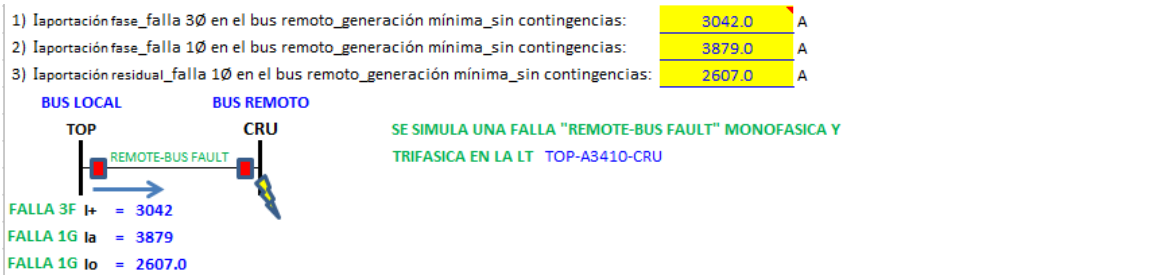 1) Iaportación fase_falla 3Ø en el bus remoto_generación mínima_sin contingencias: 3042.0 A
2) Iaportación fase_falla 1Ø en el bus remoto_generación mínima_sin contingencias: 3879.0 A
3) Iaportación residual_falla 1Ø en el bus remoto_generación mínima_sin contingencias: 2607.0 A
BUS LOCAL BUS REMOTO
TOP CRU SE SIMULA UNA FALLA "REMOTE-BUS FAULT" MONOFASICA Y
REMOTE-BUS FAULT TRIFASICA EN LA LT TOP-A3410-CRU
FALLA 3F I+ = 3042
FALLA 1G Ia = 3879
FALLA 1G Io = 2607.0